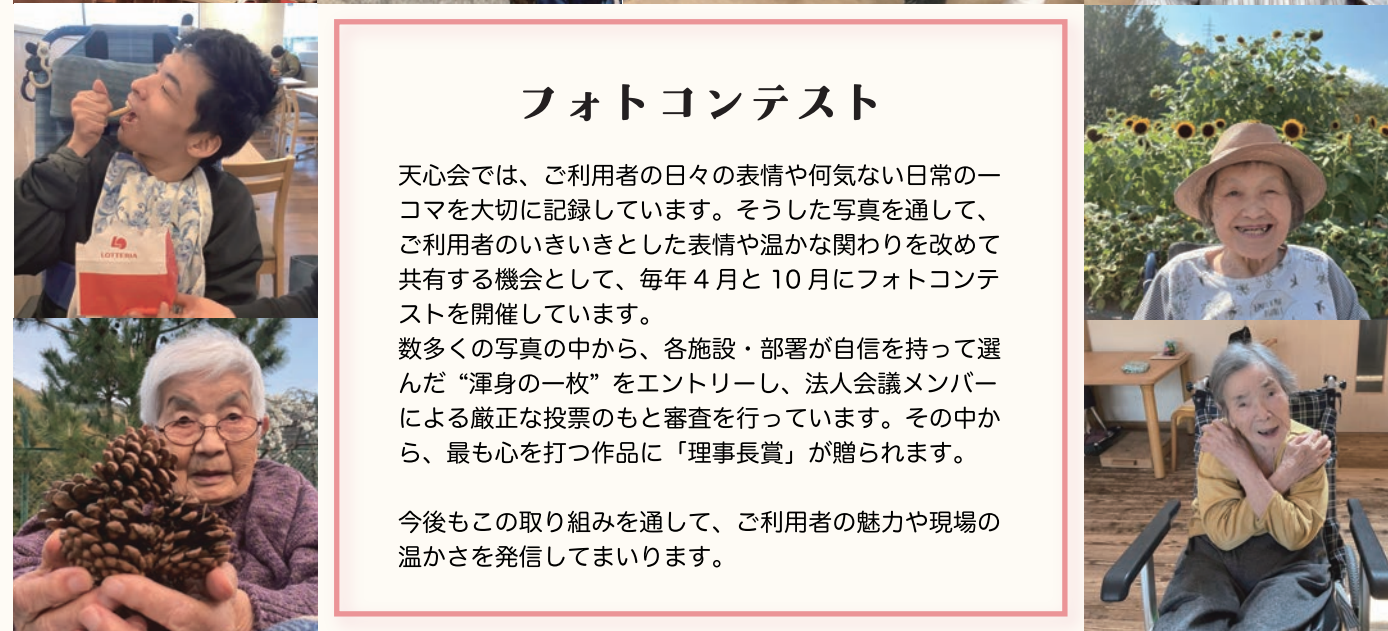 フォトコンテスト
天心会では、ご利用者の日々の表情や何気ない日常の一
コマを大切に記録しています。そうした写真を通して、
ご利用者のいきいきとした表情や温かな関わりを改めて
共有する機会として、毎年 4 月と 10 月にフォトコンテ
ストを開催しています。
数多くの写真の中から、各施設・部署が自信を持って選
んだ“渾身の一枚”をエントリーし、法人会議メンバー
による厳正な投票のもと審査を行っています。その中か
ら、最も心を打つ作品に「理事長賞」が贈られます。
今後もこの取り組みを通して、ご利用者の魅力や現場の
温かさを発信してまいります。
LOTTERIA